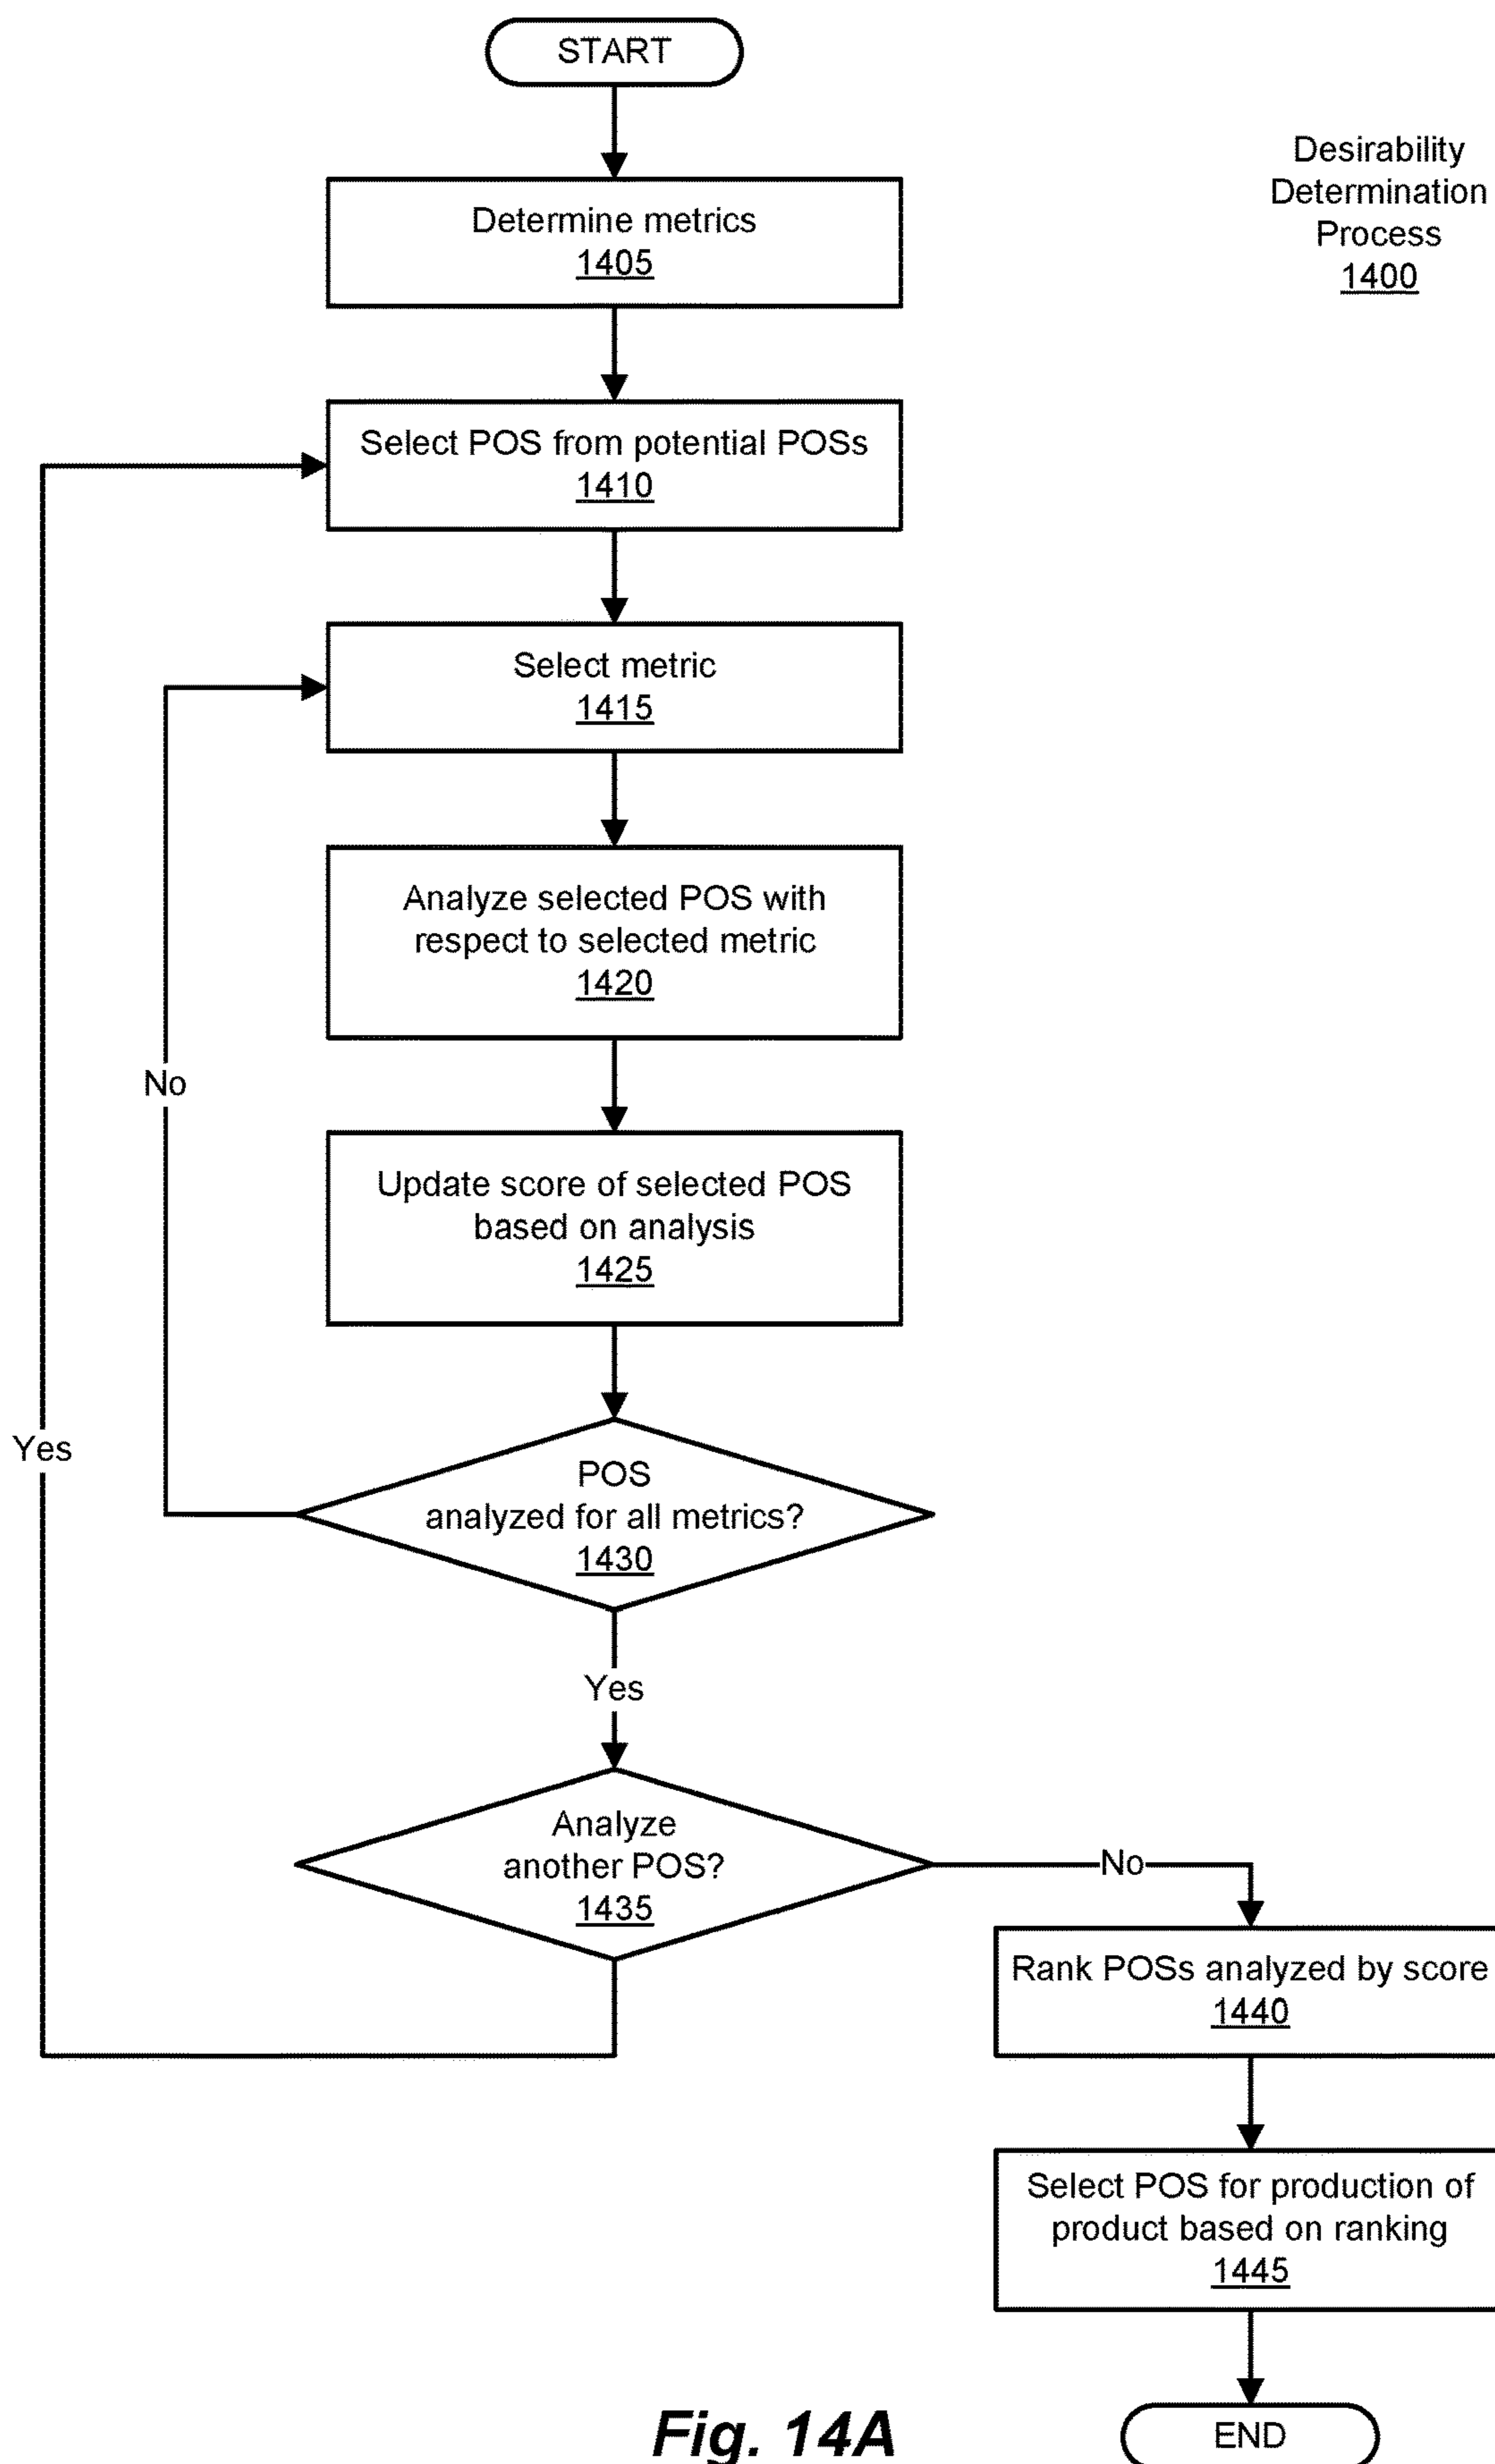 START
Desirability
Determination
Process
1400
Determine metrics
1405
Select POS from potential POSs
1410
Select metric
1415
Analyze selected POS with
respect to selected metric
1420
No
Update score of selected POS
based on analysis
1425
Yes
POS
analyzed for all metrics?
1430
Yes
Analyze
another POS?
1435
No
Rank POSs analyzed by score
1440
Select POS for production of
product based on ranking
1445
END
Fig. 14A